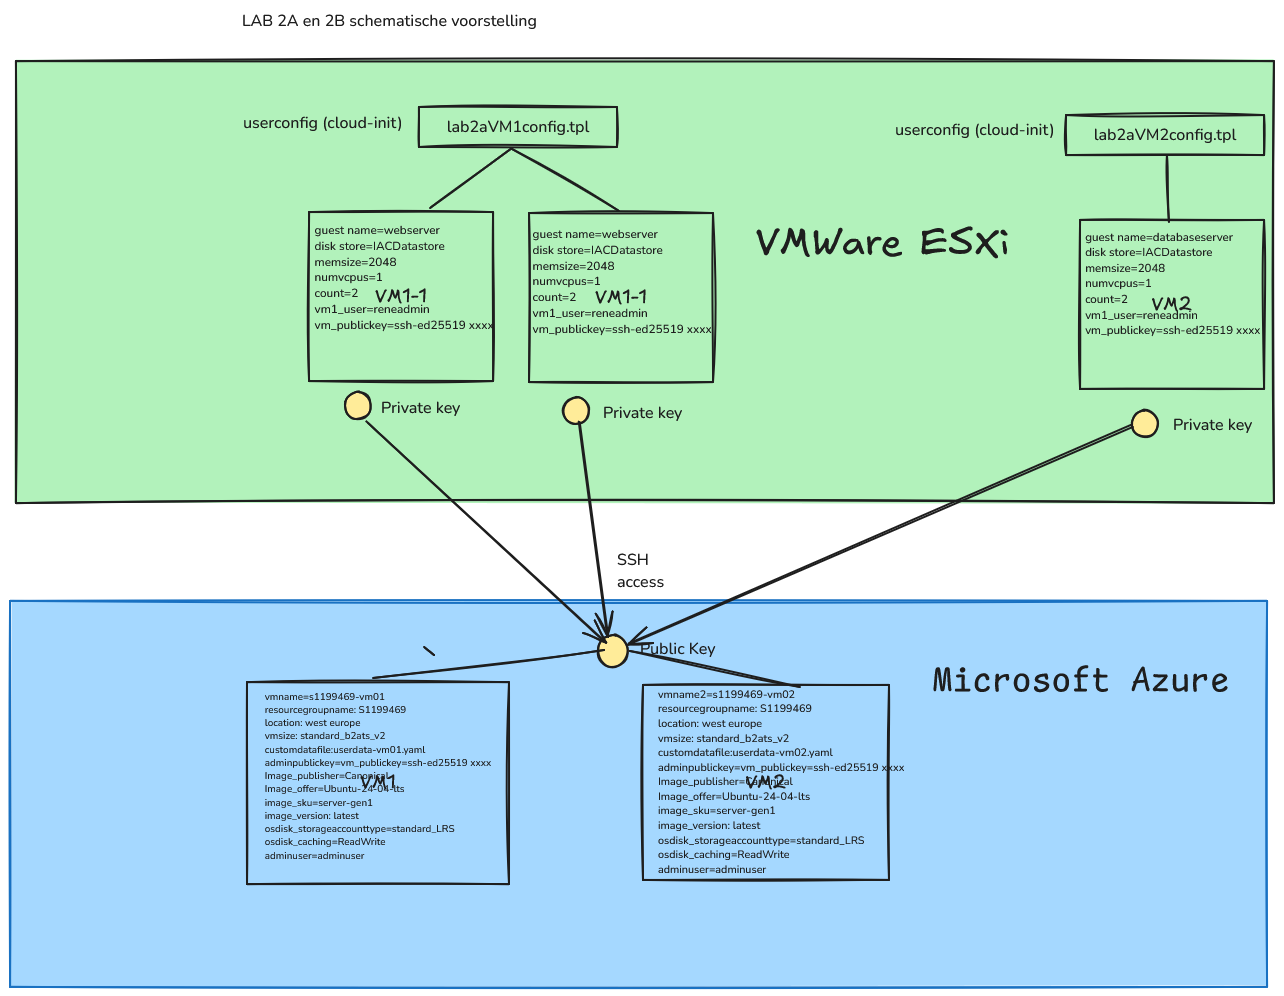 LAB 2A en 2B schematische voorstelling
userconfig (cloud-init)
lab2aVM1config.tpl
userconfig (cloud-init)
lab2aVM2config.tpl
guest name=webserver
disk store=IACDatastore
memsize=2048
numvcpus=1
count=2
vm1_user=reneadmin
vm_publickey=ssh-ed25519 xxxx
VM1-1
guest name=webserver
disk store=IACDatastore
memsize=2048
numvcpus=1
count=2
vm1_user=reneadmin
vm_publickey=ssh-ed25519 xxxx
VM1-1
VMWare ESXi
guest name=databaseserver
disk store=IACDatastore
memsize=2048
numvcpus=1
count=2
vm1_user=reneadmin
vm_publickey=ssh-ed25519 xxxx
VM2
Private key
Private key
Private key
SSH
access
Public Key
Microsoft Azure
vmname=s1199469-vm01
resourcegroupname: S1199469
location: west europe
vmsize: standard_b2ats_v2
customdatafile:userdata-vm01.yaml
adminpublickey=vm_publickey=ssh-ed25519 xxxx
Image_publisher=Canonical
Image_offer=Ubuntu-24-04-lts
image_sku=server-gen1
image_version: latest
osdisk_storageaccounttype=standard_LRS
osdisk_caching=ReadWrite
adminuser=adminuser
VM1
vmname2=s1199469-vm02
resourcegroupname: S1199469
location: west europe
vmsize: standard_b2ats_v2
customdatafile:userdata-vm02.yaml
adminpublickey=vm_publickey=ssh-ed25519 xxxx
Image_publisher=Canonical
Image_offer=Ubuntu-24-04-lts
image_sku=server-gen1
image_version: latest
osdisk_storageaccounttype=standard_LRS
osdisk_caching=ReadWrite
adminuser=adminuser
VM2